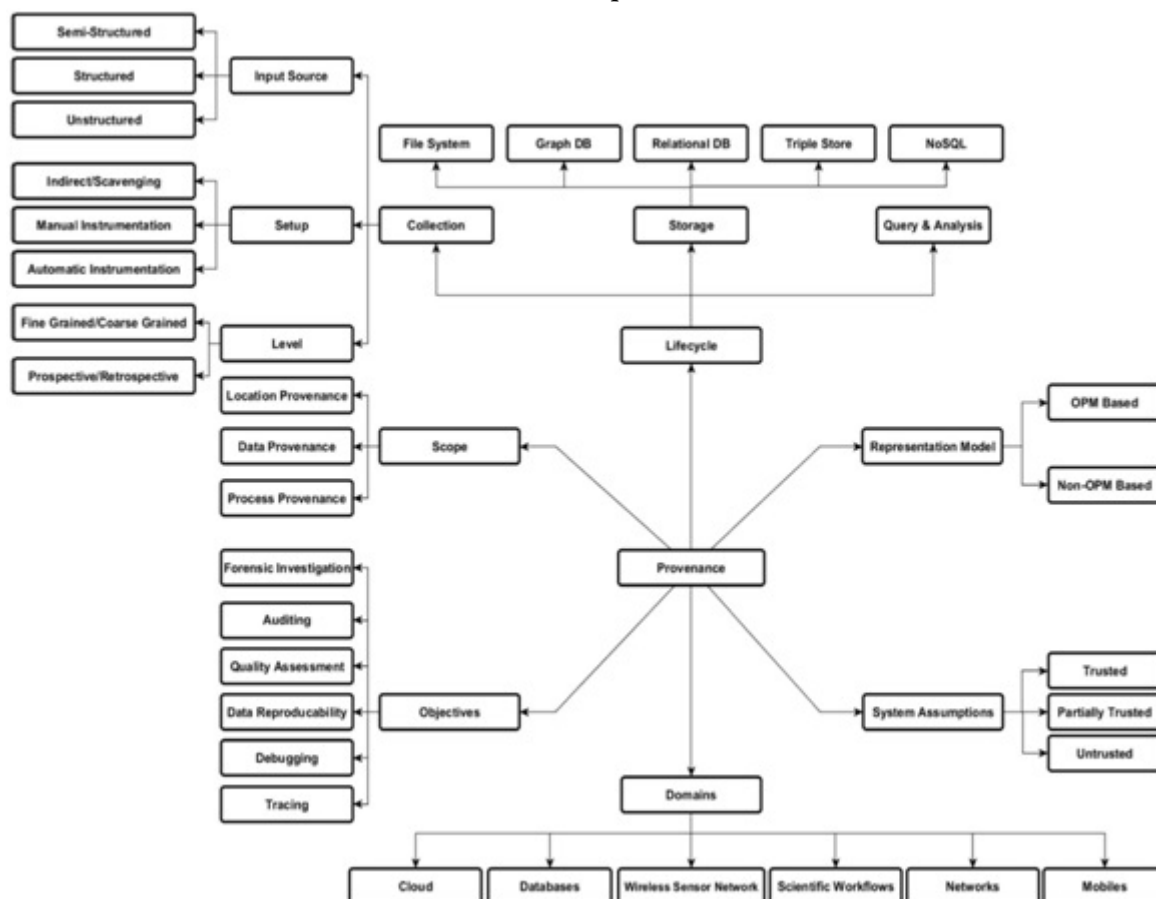 Semi-Structured
Structured
Input Source
Unstructured
File System
Graph DB
Relational DB
Triple Store
NoSQL
Indirect/Scavenging
Manual Instrumentation
Setup
Collection
Storage
Query & Analysis
Automatic Instrumentation
Fine Grained/Coarse Grained
Level
Lifecycle
Prospective/Retrospective
Location Provenance
OPM Based
Data Provenance
Scope
Representation Model
Process Provenance
Non-OPM Based
Forensic Investigation
Provenance
Auditing
Quality Assessment
Trusted
Data Reproducability
Objectives
System Assumptions
Partially Trusted
Debugging
Untrusted
Domains
Tracing
Cloud
Databases
Wireless Sensor Network
Scientific Workflows
Networks
Mobiles